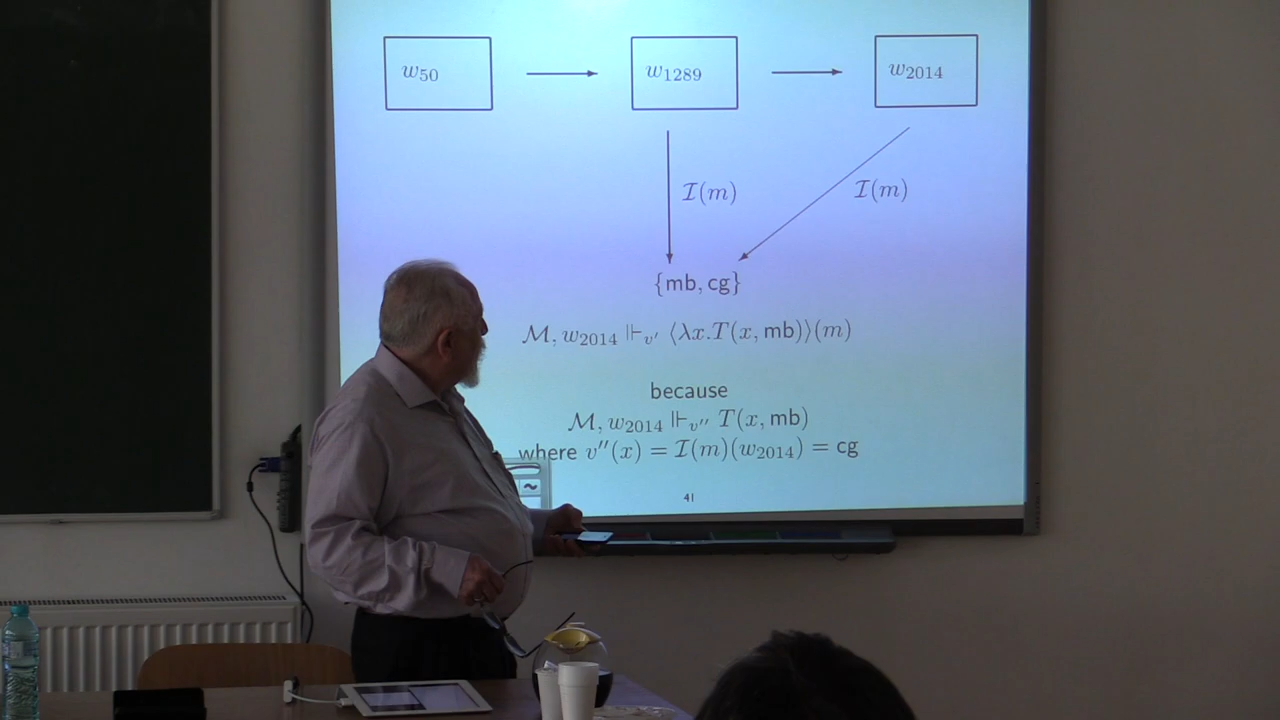 w₅₀ → w₁₂₈₉ → w₂₀₁₄
𝓘(m) 𝓘(m)
{mb, cg}
𝓜, w₂₀₁₄ ⊩ᵥ′ ⟨λx.T(x, mb)⟩(m)
because
𝓜, w₂₀₁₄ ⊩ᵥ″ T(x, mb)
where v″(x) = 𝓘(m)(w₂₀₁₄) = cg
41